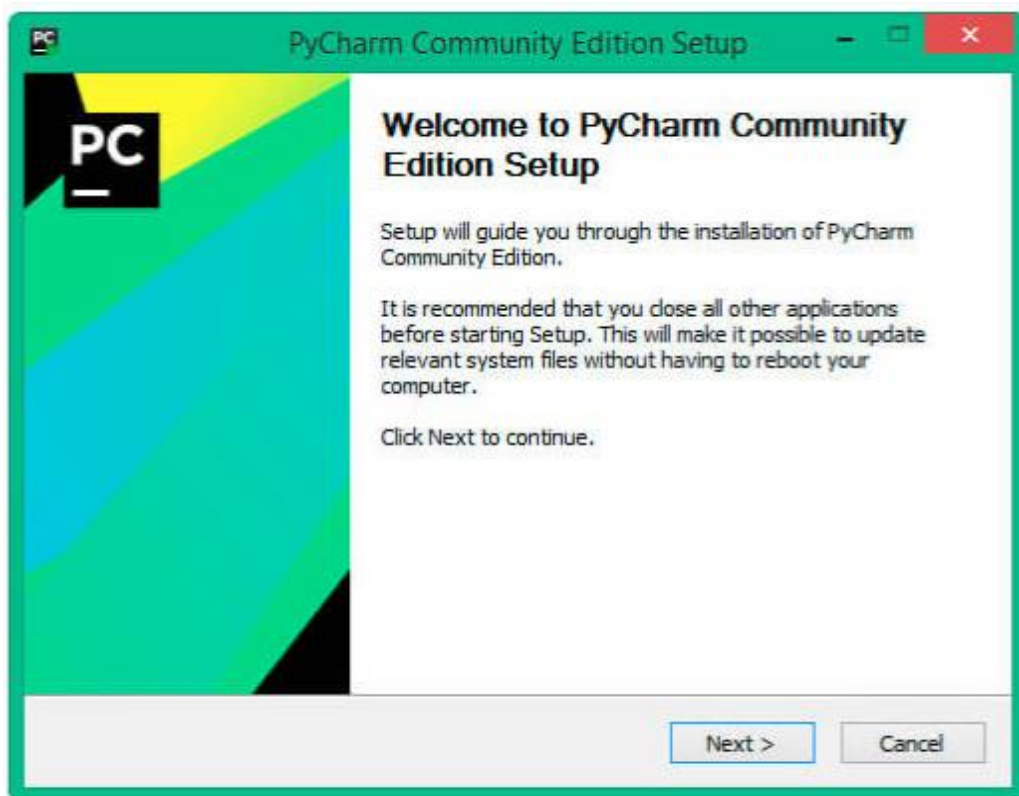 PC
PyCharm Community Edition Setup
PC
Welcome to PyCharm Community
Edition Setup
Setup will guide you through the installation of PyCharm
Community Edition.
It is recommended that you close all other applications
before starting Setup. This will make it possible to update
relevant system files without having to reboot your
computer.
Click Next to continue.
Next >
Cancel